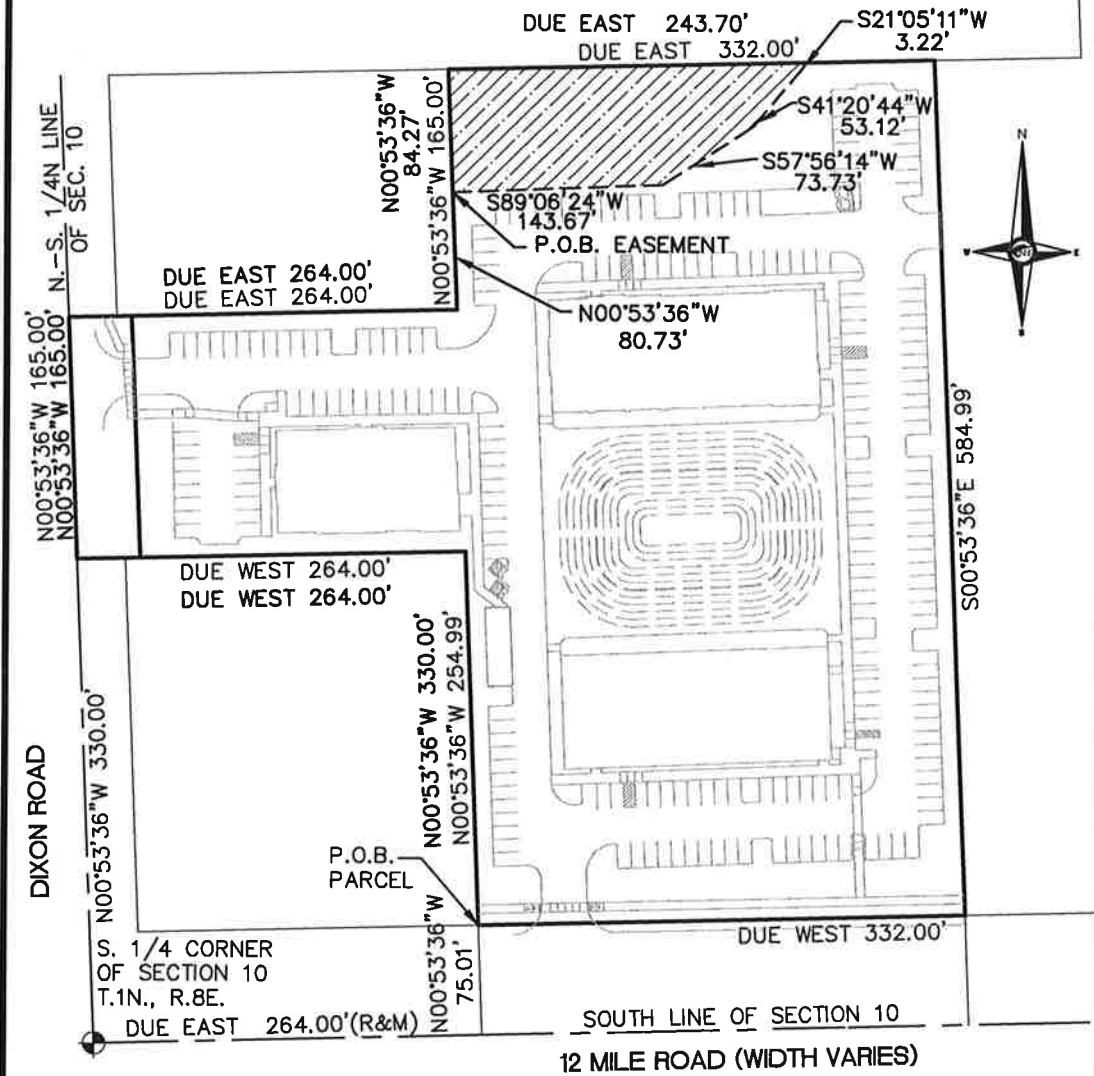 DUE EAST 243.70'
DUE EAST 332.00'
S21°05'11"W
3.22'
N.-S. 1/4N LINE
OF SEC. 10
N00°53'36"W
84.27'
N00°53'36"W 165.00'
S41°20'44"W
53.12'
S57°56'14"W
73.73'
S89°06'24"W
143.67'
P.O.B. EASEMENT
N
W
E
S
DUE EAST 264.00'
DUE EAST 264.00'
N00°53'36"W
80.73'
N00°53'36"W 165.00'
N00°53'36"W 165.00'
S00°53'36"E 584.99'
DUE WEST 264.00'
DUE WEST 264.00'
N00°53'36"W 330.00'
N00°53'36"W 254.99'
DIXON ROAD
N00°53'36"W 330.00'
P.O.B.
PARCEL
N00°53'36"W
75.01'
DUE WEST 332.00'
S. 1/4 CORNER
OF SECTION 10
T.1N., R.8E.
DUE EAST 264.00'(R&M)
SOUTH LINE OF SECTION 10
12 MILE ROAD (WIDTH VARIES)